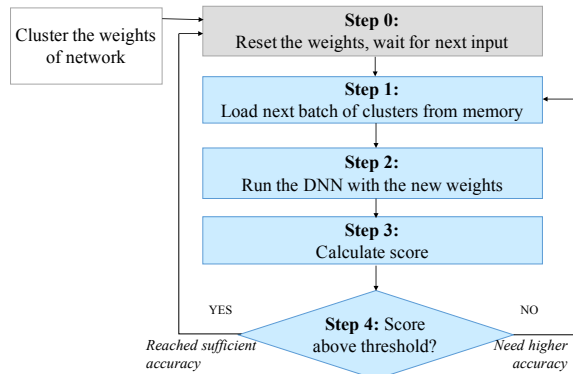 Cluster the weights
of network
Step 0:
Reset the weights, wait for next input
Step 1:
Load next batch of clusters from memory
Step 2:
Run the DNN with the new weights
Step 3:
Calculate score
YES
NO
Step 4: Score
above threshold?
Reached sufficient
accuracy
Need higher
accuracy